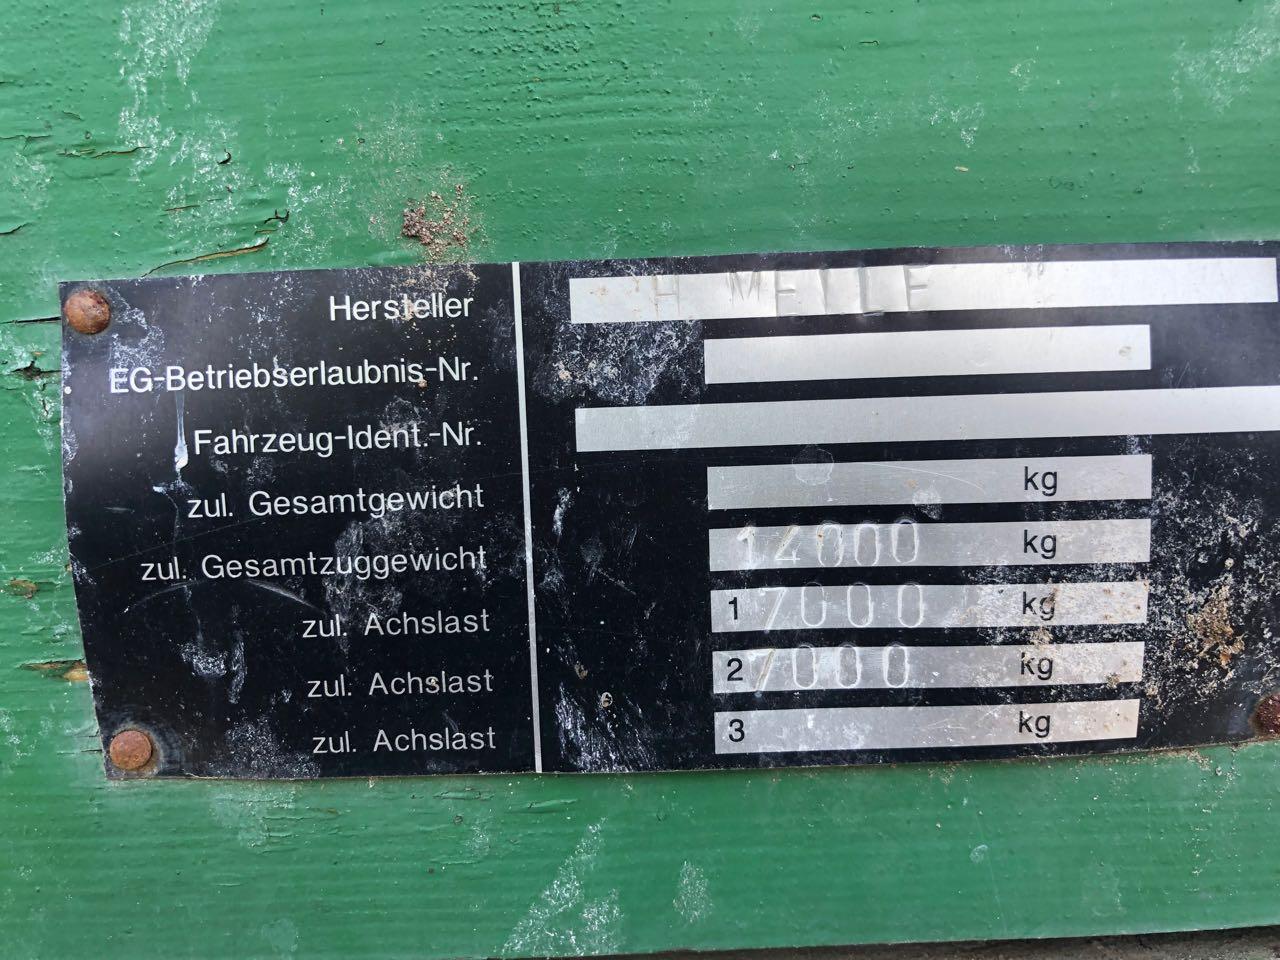 Hersteller H. MELLE
EG-Betriebserlaubnis-Nr.
Fahrzeug-Ident.-Nr.
zul. Gesamtgewicht kg
zul. Gesamtzuggewicht 14000 kg
zul. Achslast 1 7000 kg
zul. Achslast 2 7000 kg
zul. Achslast 3 kg